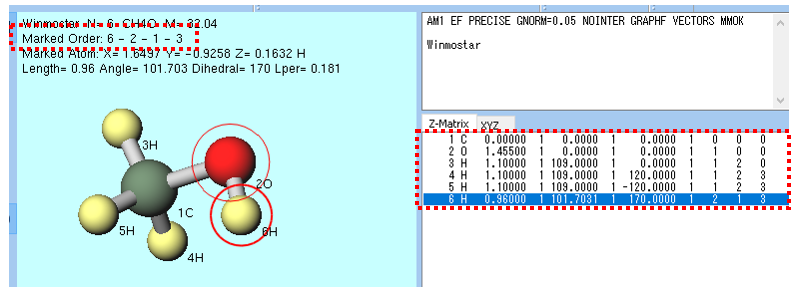 Winmostar N= 6 CH4O M= 32.04
Marked Order: 6 - 2 - 1 - 3
Marked Atom: X= 1.6497 Y= -0.9258 Z= 0.1632 H
Length= 0.96 Angle= 101.703 Dihedral= 170 Lper= 0.181
3H
2O
1C
6H
5H
4H
AM1 EF PRECISE GNORM=0.05 NOINTER GRAPHF VECTORS MMOK
Winmostar
Z-Matrix XYZ
1 C 0.00000 1 0.0000 1 0.0000 1 0 0 0
2 O 1.45500 1 0.0000 1 0.0000 1 1 0 0
3 H 1.10000 1 109.0000 1 0.0000 1 1 2 0
4 H 1.10000 1 109.0000 1 120.0000 1 1 2 3
5 H 1.10000 1 109.0000 1 -120.0000 1 1 2 3
6 H 0.96000 1 101.7031 1 170.0000 1 2 1 3